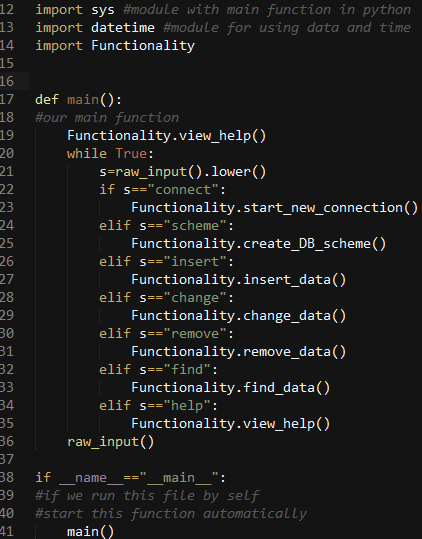 12 import sys #module with main function in python
13 import datetime #module for using data and time
14 import Functionality
15
16
17 def main():
18 #our main function
19     Functionality.view_help()
20     while True:
21         s=raw_input().lower()
22         if s=="connect":
23             Functionality.start_new_connection()
24         elif s=="scheme":
25             Functionality.create_DB_scheme()
26         elif s=="insert":
27             Functionality.insert_data()
28         elif s=="change":
29             Functionality.change_data()
30         elif s=="remove":
31             Functionality.remove_data()
32         elif s=="find":
33             Functionality.find_data()
34         elif s=="help":
35             Functionality.view_help()
36     raw_input()
37
38 if __name__=="__main__":
39 #if we run this file by self
40 #start this function automatically
41     main()